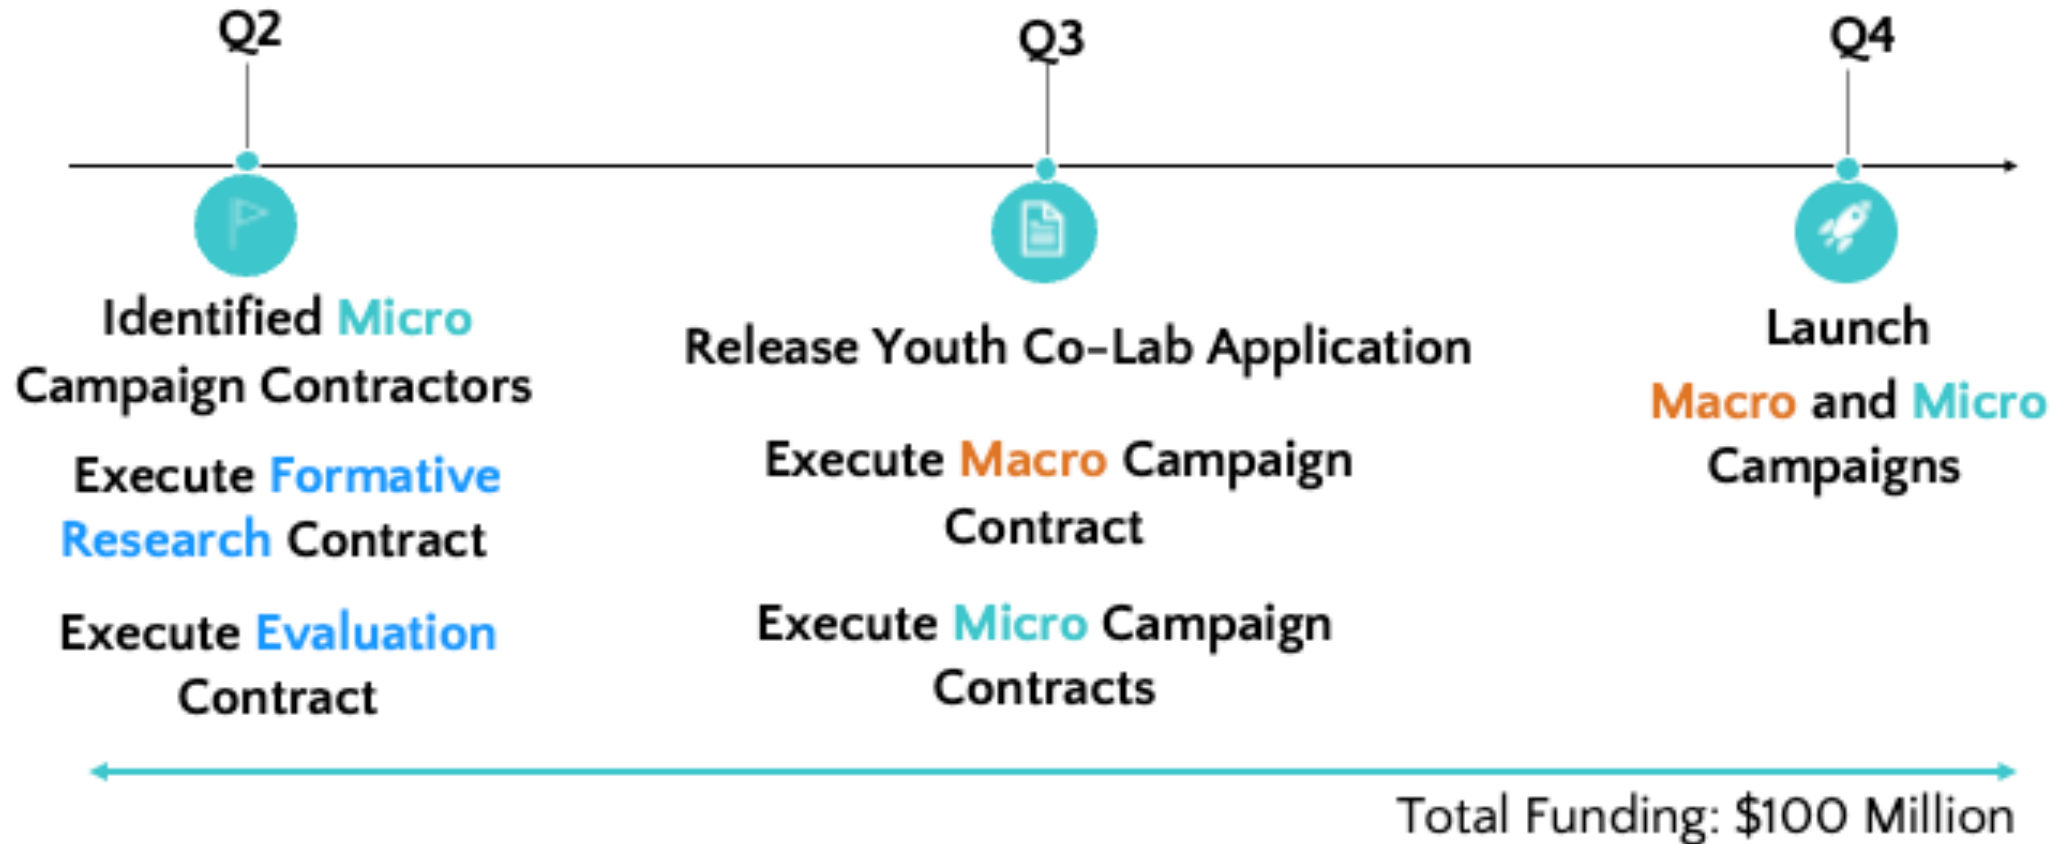 Q2
Identified Micro
Campaign Contractors
Execute Formative
Research Contract
Execute Evaluation
Contract
Q3
Release Youth Co-Lab Application
Execute Macro Campaign
Contract
Execute Micro Campaign
Contracts
Q4
Launch
Macro and Micro
Campaigns
Total Funding: $100 Million